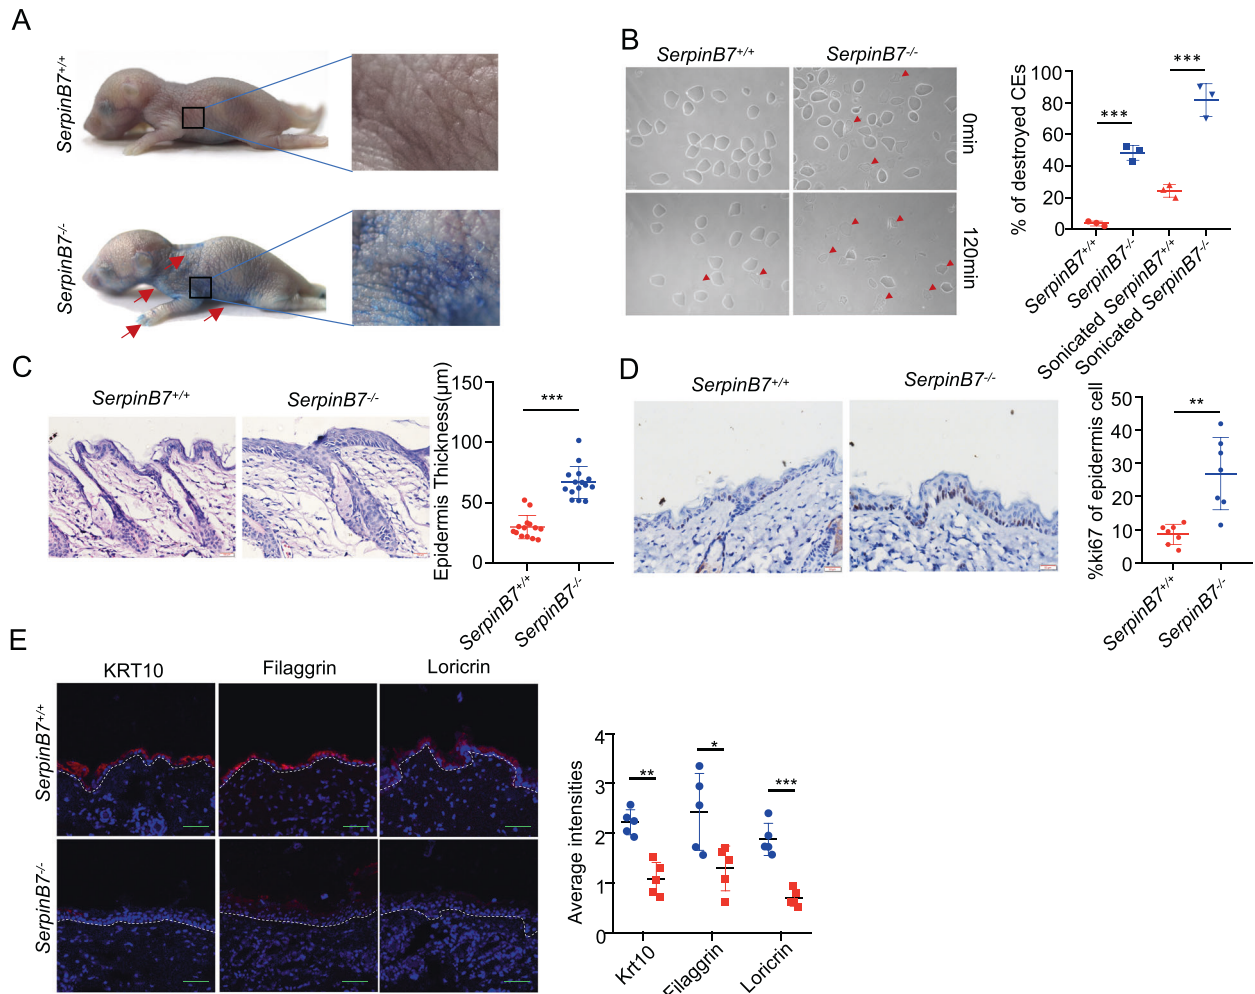 A
SerpinB7+/+
SerpinB7-/-
B
SerpinB7+/+
SerpinB7-/-
0min
120min
% of destroyed CEs
100
80
60
40
20
0
***
***
SerpinB7+/+
SerpinB7-/-
Sonicated SerpinB7+/+
Sonicated SerpinB7-/-
C
SerpinB7+/+
SerpinB7-/-
Epidermis Thickness(μm)
150
100
50
0
***
SerpinB7+/+
SerpinB7-/-
D
SerpinB7+/+
SerpinB7-/-
%ki67 of epidermis cell
50
40
30
20
10
0
**
SerpinB7+/+
SerpinB7-/-
E
KRT10
Filaggrin
Loricrin
SerpinB7+/+
SerpinB7-/-
Average intensities
4
3
2
1
0
**
*
***
Krt10
Filaggrin
Loricrin